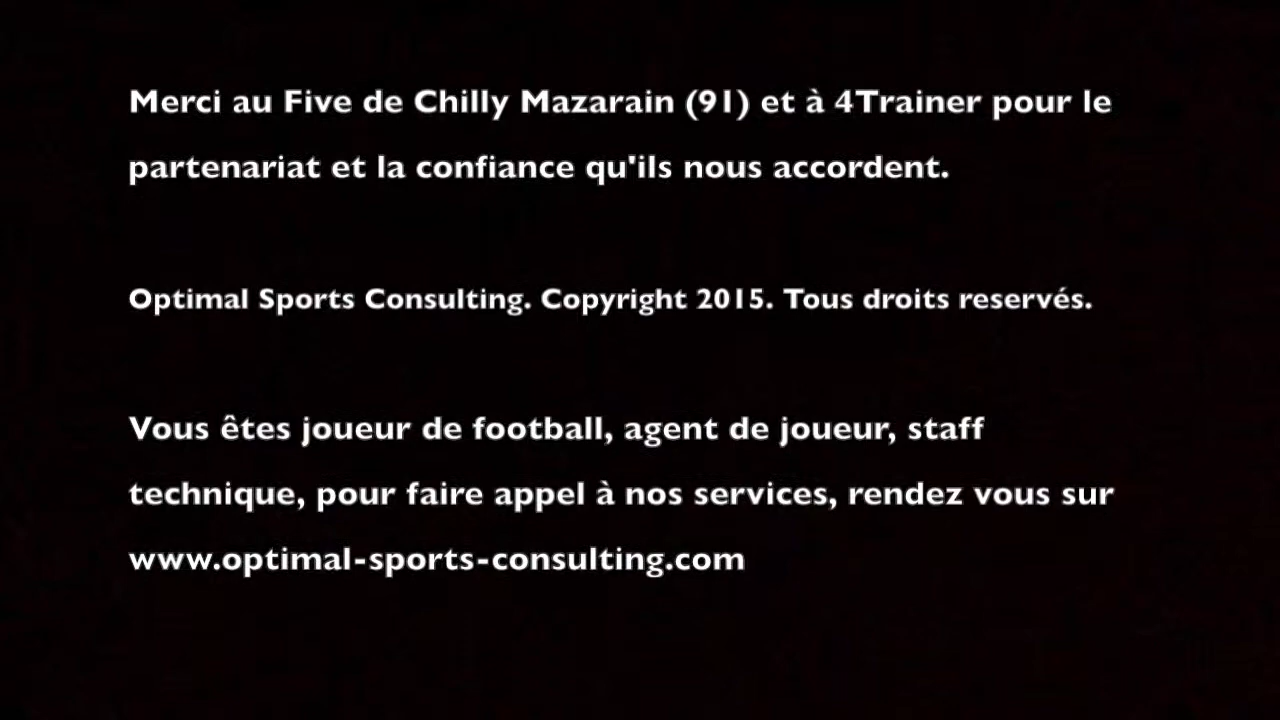 Merci au Five de Chilly Mazarain (91) et à 4Trainer pour le
partenariat et la confiance qu'ils nous accordent.
Optimal Sports Consulting. Copyright 2015. Tous droits reservés.
Vous êtes joueur de football, agent de joueur, staff
technique, pour faire appel à nos services, rendez vous sur
www.optimal-sports-consulting.com